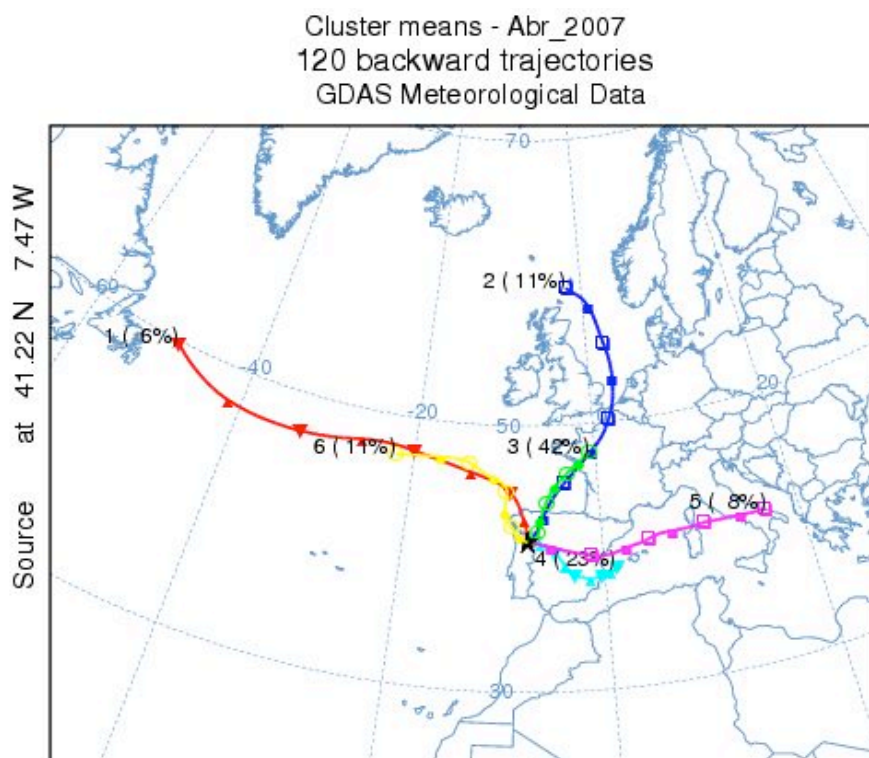 Cluster means - Abr_2007
120 backward trajectories
GDAS Meteorological Data
Source at 41.22 N 7.47 W
70
2 ( 11%)
60
1 ( 6%)
40
20
20
50
6 ( 11%)
3 ( 42%)
5 ( 8%)
4 ( 23%)
30